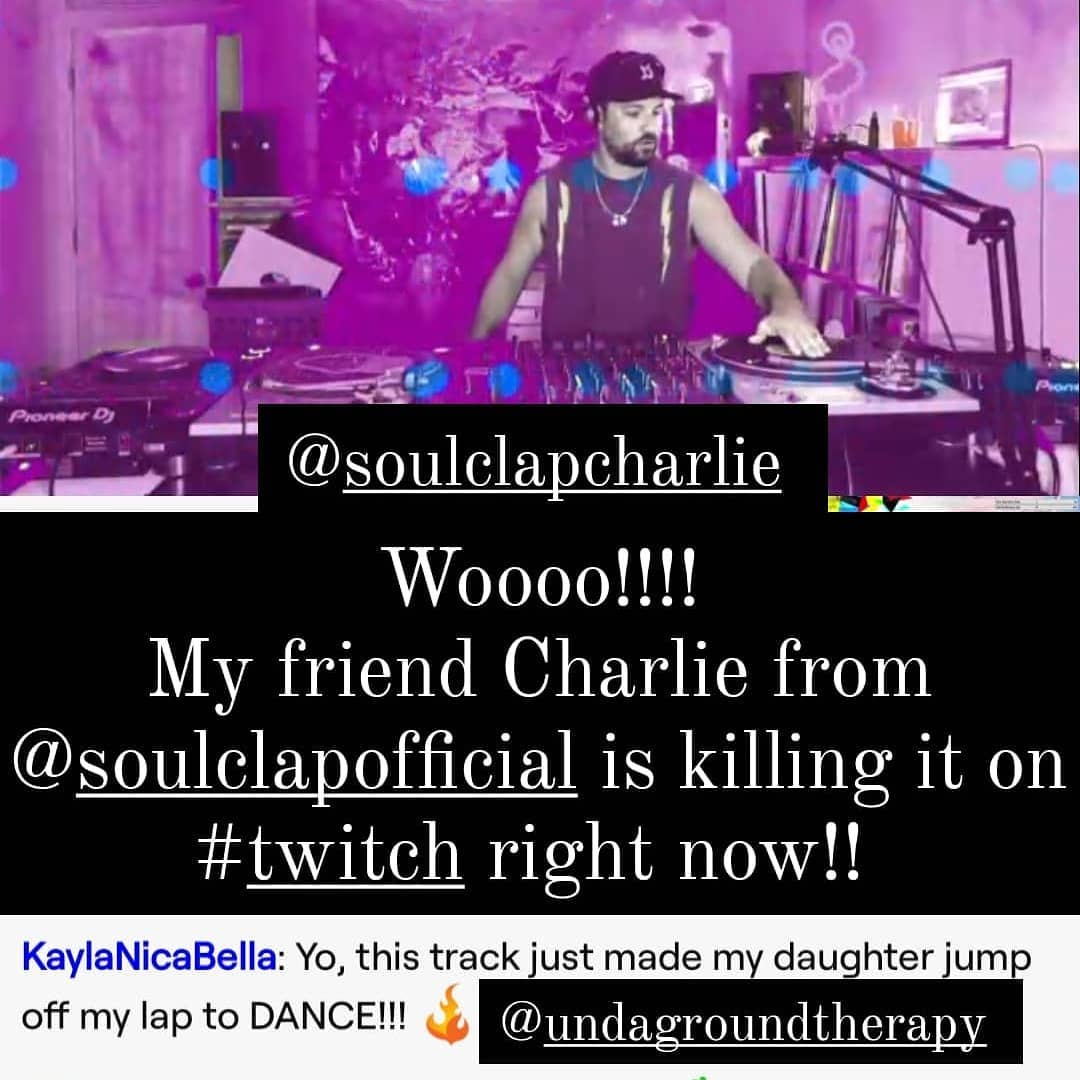 Pioneer Dj
Pion
@soulclapcharlie
Woooo!!!!
My friend Charlie from
@soulclapofficial is killing it on
#twitch right now!!
KaylaNicaBella: Yo, this track just made my daughter jump
off my lap to DANCE!!! @undagroundtherapy